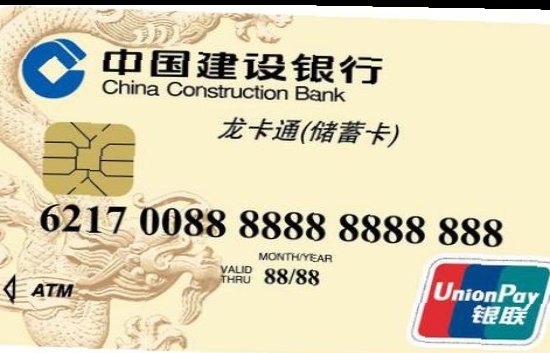 中国建设银行
China Construction Bank
龙卡通(储蓄卡)
6217 0088 8888 8888 888
MONTH/YEAR
VALID THRU 88/88
ATM
UnionPay
银联